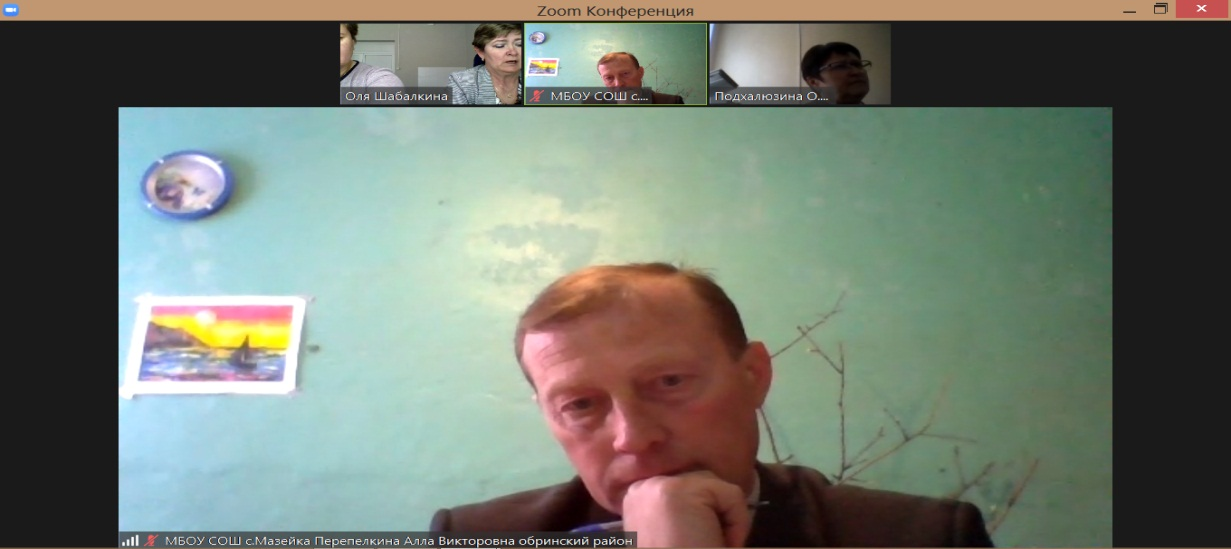 Zoom Конференция
Оля Шабалкина
МБОУ СОШ с....
Подхалюзина О....
МБОУ СОШ с.Мазейка Перепелкина Алла Викторовна обринский район